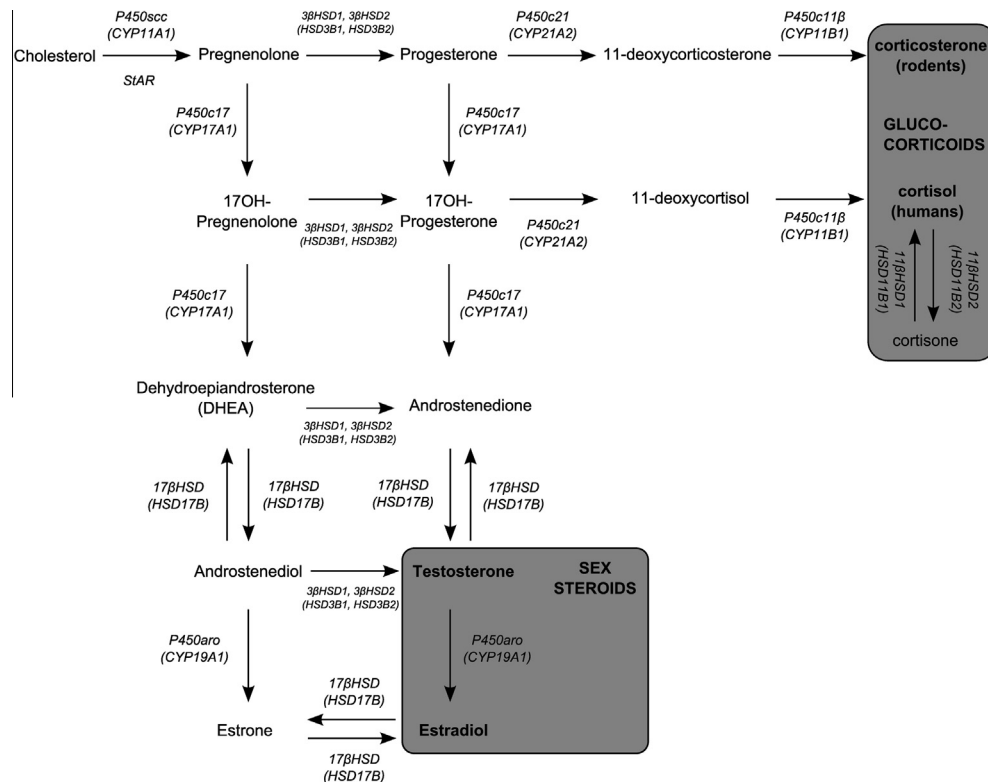 P450scc
(CYP11A1)
3βHSD1, 3βHSD2
(HSD3B1, HSD3B2)
P450c21
(CYP21A2)
P450c11β
(CYP11B1)
Cholesterol
Pregnenolone
Progesterone
11-deoxycorticosterone
corticosterone
(rodents)
StAR
P450c17
(CYP17A1)
P450c17
(CYP17A1)
GLUCO-
CORTICOIDS
17OH-
Pregnenolone
3βHSD1, 3βHSD2
(HSD3B1, HSD3B2)
17OH-
Progesterone
P450c21
(CYP21A2)
11-deoxycortisol
P450c11β
(CYP11B1)
cortisol
(humans)
11βHSD1
(HSD11B1)
11βHSD2
(HSD11B2)
cortisone
P450c17
(CYP17A1)
P450c17
(CYP17A1)
Dehydroepiandrosterone
(DHEA)
3βHSD1, 3βHSD2
(HSD3B1, HSD3B2)
Androstenedione
17βHSD
(HSD17B)
17βHSD
(HSD17B)
17βHSD
(HSD17B)
17βHSD
(HSD17B)
Androstenediol
3βHSD1, 3βHSD2
(HSD3B1, HSD3B2)
Testosterone
SEX
STEROIDS
P450aro
(CYP19A1)
P450aro
(CYP19A1)
17βHSD
(HSD17B)
Estrone
Estradiol
17βHSD
(HSD17B)